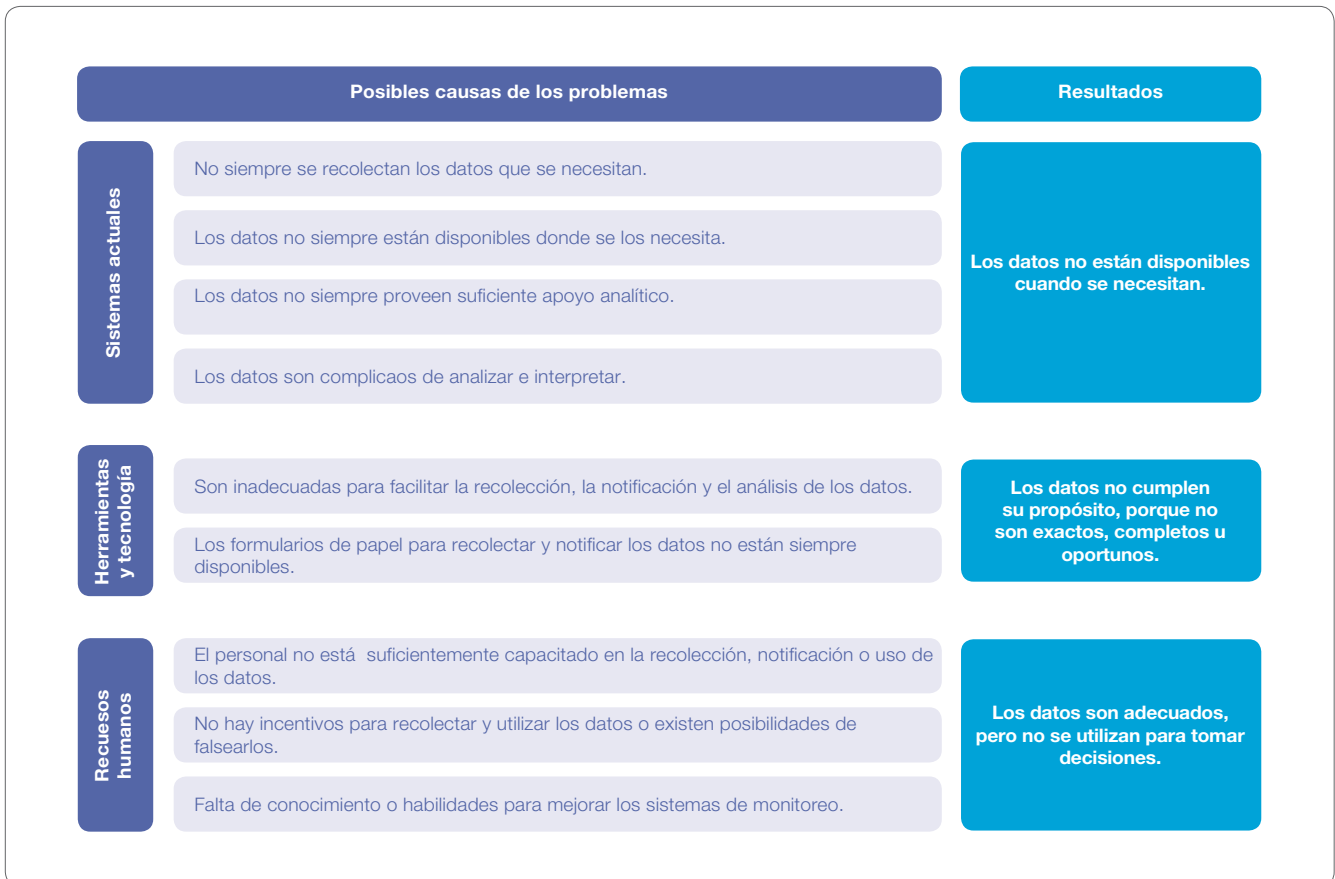 Posibles causas de los problemas
Resultados
Sistemas actuales
No siempre se recolectan los datos que se necesitan.
Los datos no siempre están disponibles donde se los necesita.
Los datos no siempre proveen suficiente apoyo analítico.
Los datos son complicaos de analizar e interpretar.
Los datos no están disponibles
cuando se necesitan.
Herramientas
y tecnología
Son inadecuadas para facilitar la recolección, la notificación y el análisis de los datos.
Los formularios de papel para recolectar y notificar los datos no están siempre
disponibles.
Los datos no cumplen
su propósito, porque no
son exactos, completos u
oportunos.
Recuesos
humanos
El personal no está  suficientemente capacitado en la recolección, notificación o uso de
los datos.
No hay incentivos para recolectar y utilizar los datos o existen posibilidades de
falsearlos.
Falta de conocimiento o habilidades para mejorar los sistemas de monitoreo.
Los datos son adecuados,
pero no se utilizan para tomar
decisiones.